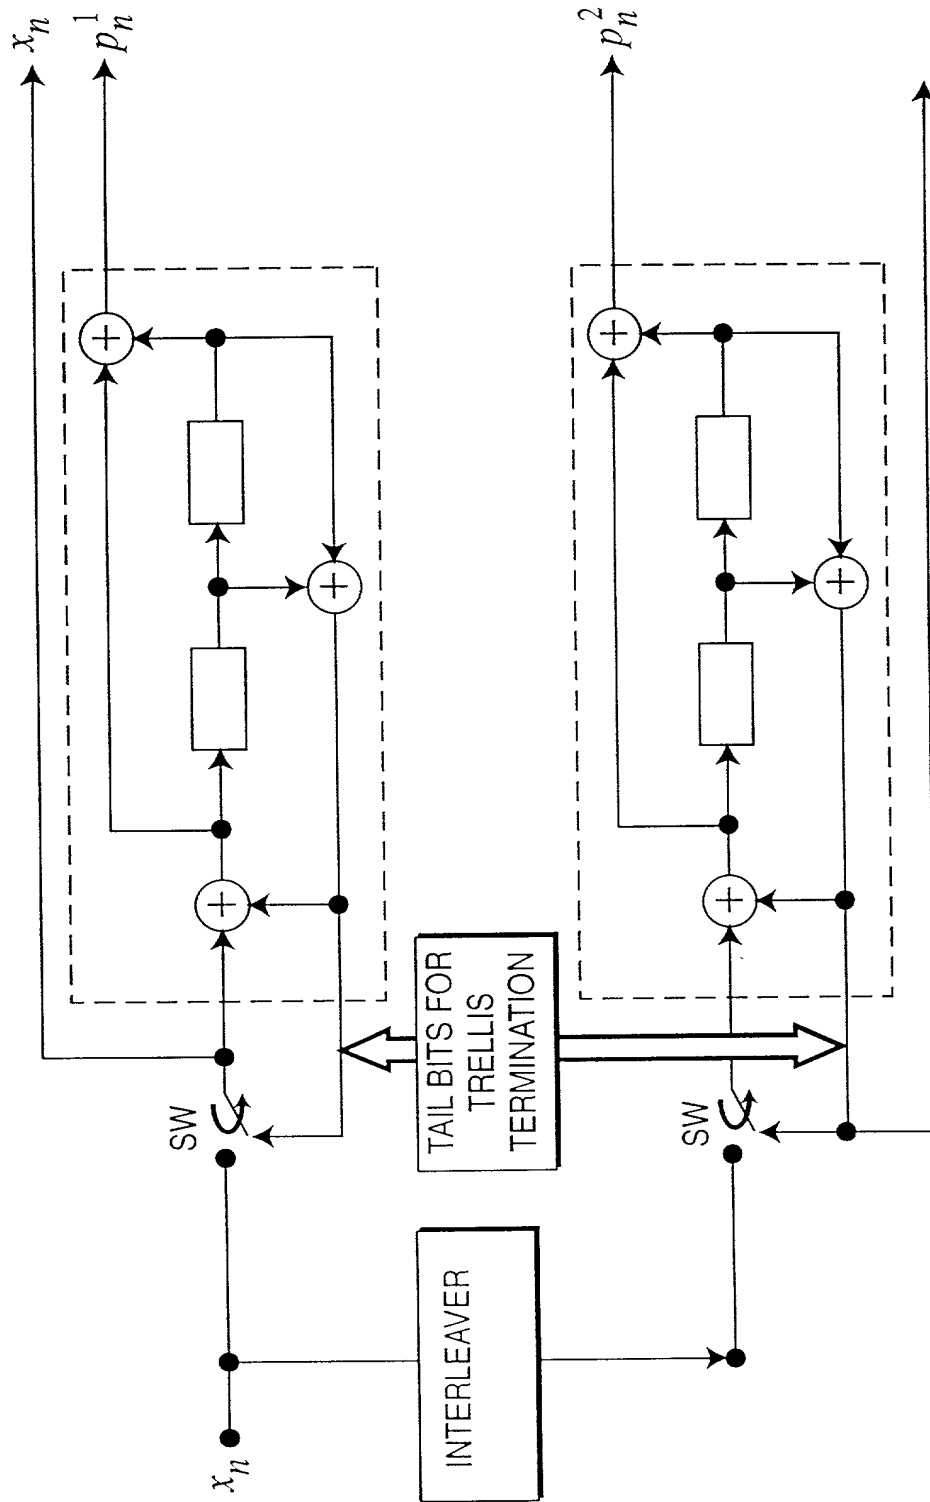 x_n
p_n^1
p_n^2
+
+
+
+
+
+
SW
SW
TAIL BITS FOR
TRELLIS
TERMINATION
INTERLEAVER
x_n